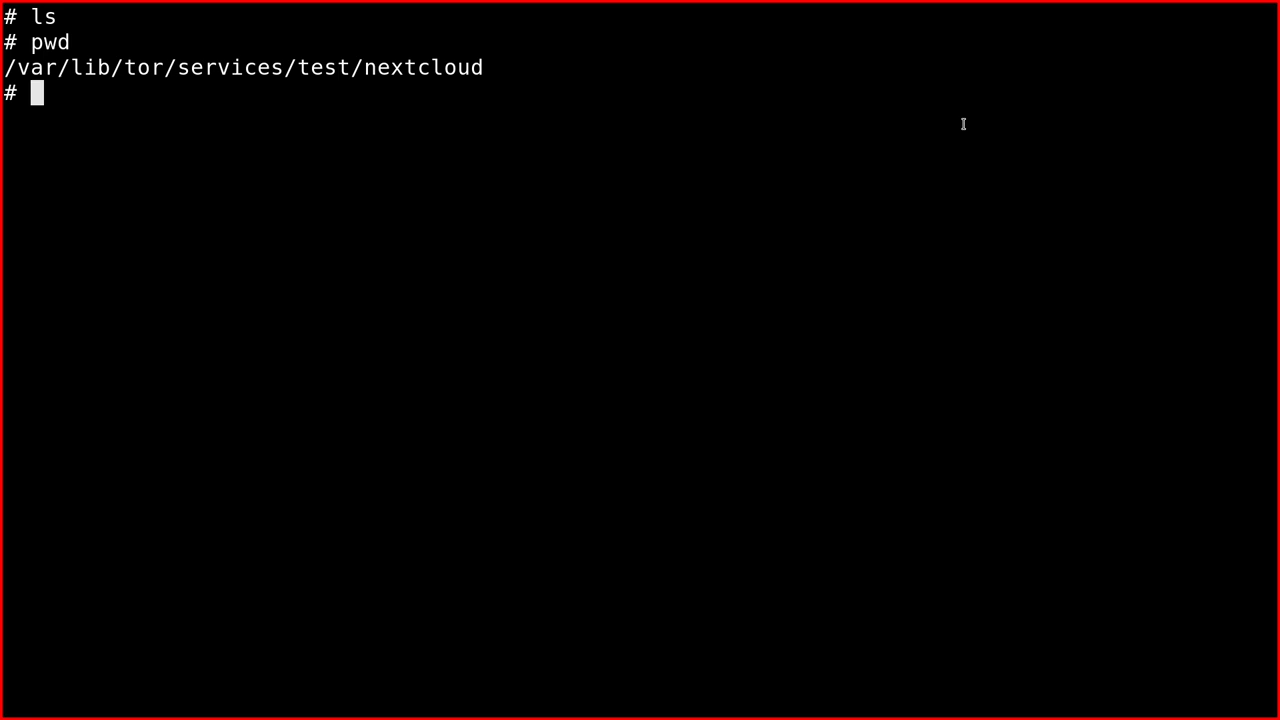 # ls
# pwd
/var/lib/tor/services/test/nextcloud
#